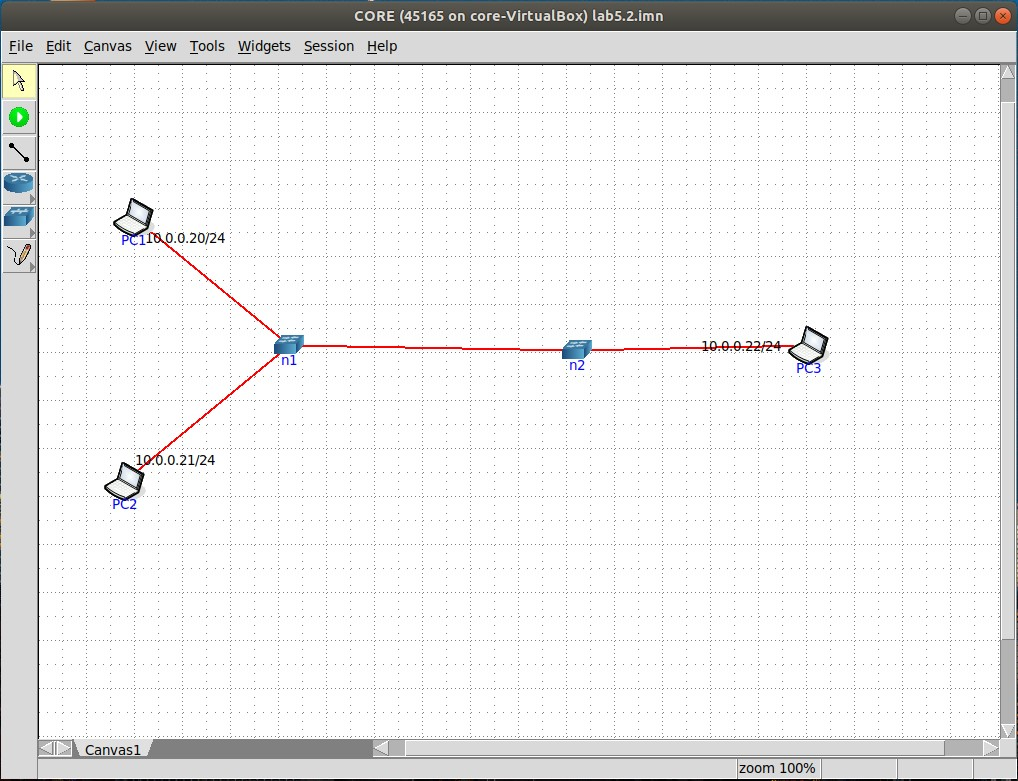 CORE (45165 on core-VirtualBox) lab5.2.imn
File Edit Canvas View Tools Widgets Session Help
10.0.0.20/24
PC1
10.0.0.22/24
n1
n2
PC3
10.0.0.21/24
PC2
Canvas1
zoom 100%